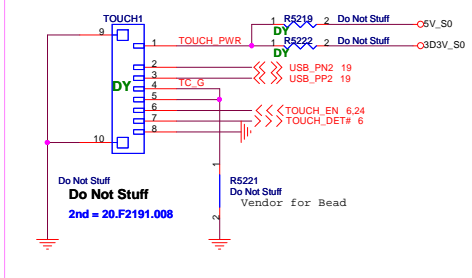 TOUCH1
R5219 Do Not Stuff
9
1 TOUCH_PWR 1 2 5V_S0
DY
R5222 Do Not Stuff
1 2 3D3V_S0
DY
2 USB_PN2 19
3 USB_PP2 19
DY
4 TC_G
5
6 TOUCH_EN 6,24
7 TOUCH_DET# 6
8
10
1
Do Not Stuff R5221
Do Not Stuff Do Not Stuff
2nd = 20.F2191.008 Vendor for Bead
2